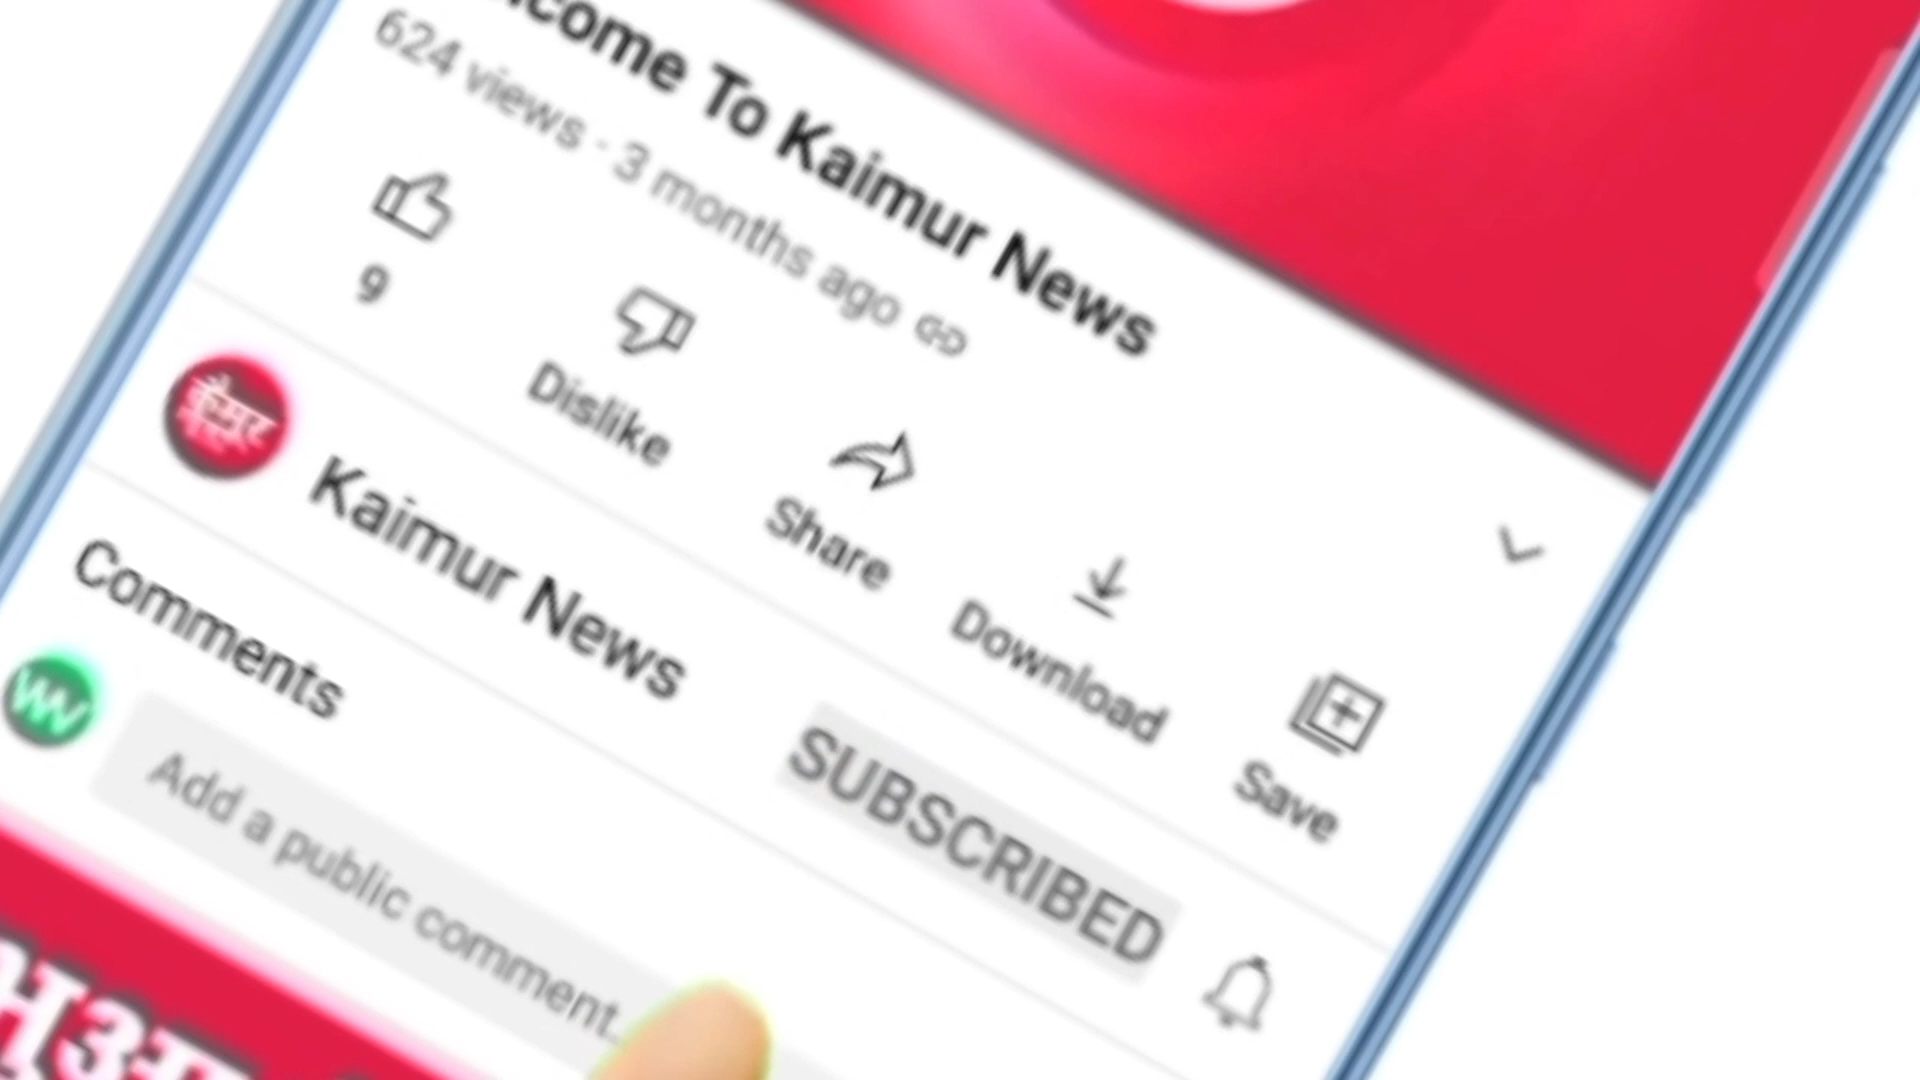 come To Kaimur News
624 views · 3 months ago
9
Dislike
Share
Download
Save
कैमूर
Kaimur News
SUBSCRIBED
Comments
Add a public comment...